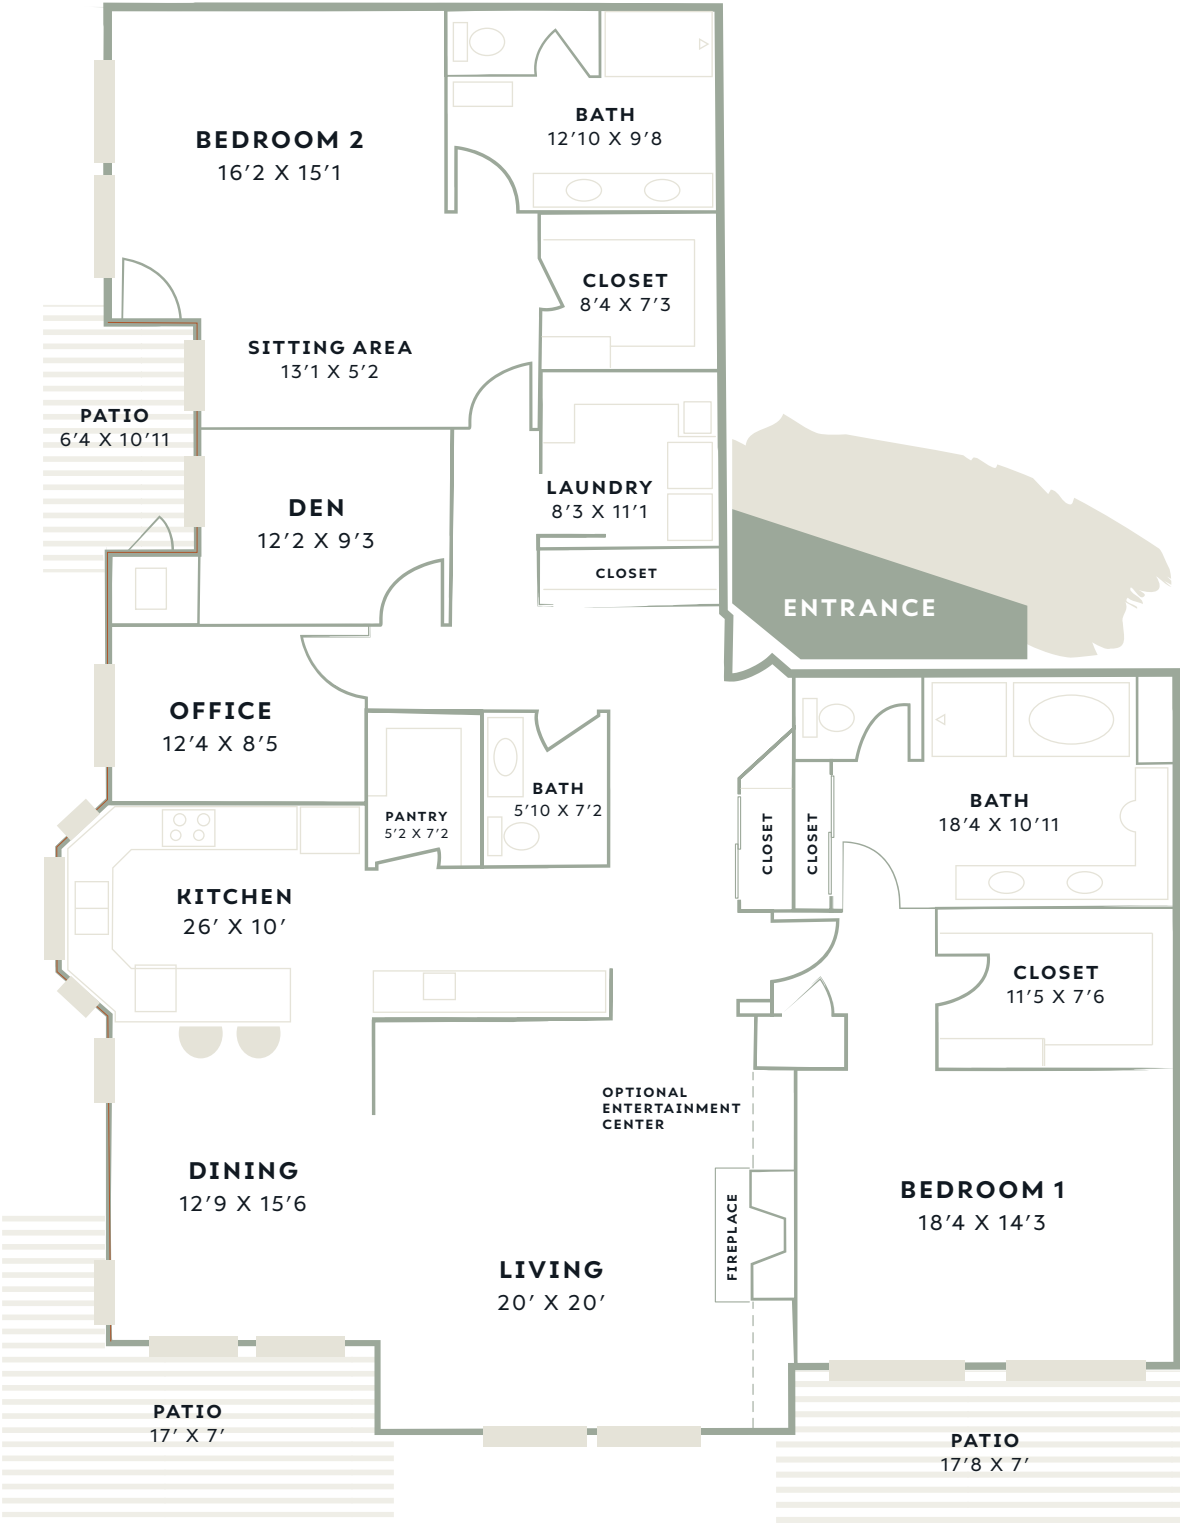 BATH
12’10 X 9’8
BEDROOM 2
16’2 X 15’1
CLOSET
8’4 X 7’3
SITTING AREA
13’1 X 5’2
PATIO
6’4 X 10’11
LAUNDRY
8’3 X 11’1
DEN
12’2 X 9’3
CLOSET
ENTRANCE
OFFICE
12’4 X 8’5
BATH
5’10 X 7’2
PANTRY
5’2 X 7’2
CLOSET
CLOSET
BATH
18’4 X 10’11
KITCHEN
26’ X 10’
CLOSET
11’5 X 7’6
OPTIONAL
ENTERTAINMENT
CENTER
DINING
12’9 X 15’6
FIREPLACE
BEDROOM 1
18’4 X 14’3
LIVING
20’ X 20’
PATIO
17’ X 7’
PATIO
17’8 X 7’